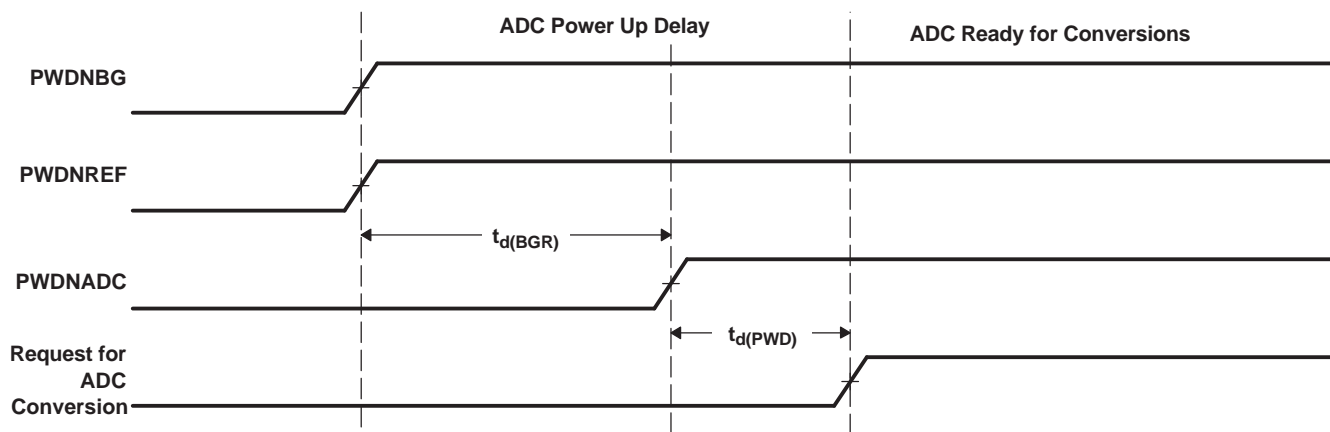 ADC Power Up Delay
ADC Ready for Conversions
PWDNBG
PWDNREF
td(BGR)
PWDNADC
td(PWD)
Request for
ADC
Conversion